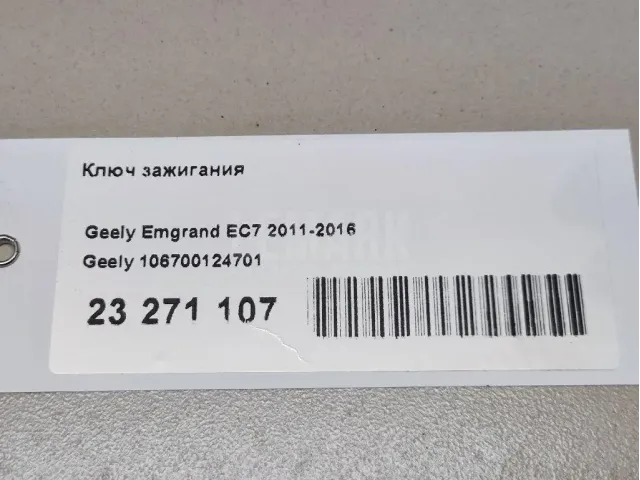 Ключ зажигания
Geely Emgrand EC7 2011-2016
Geely 106700124701
23 271 107